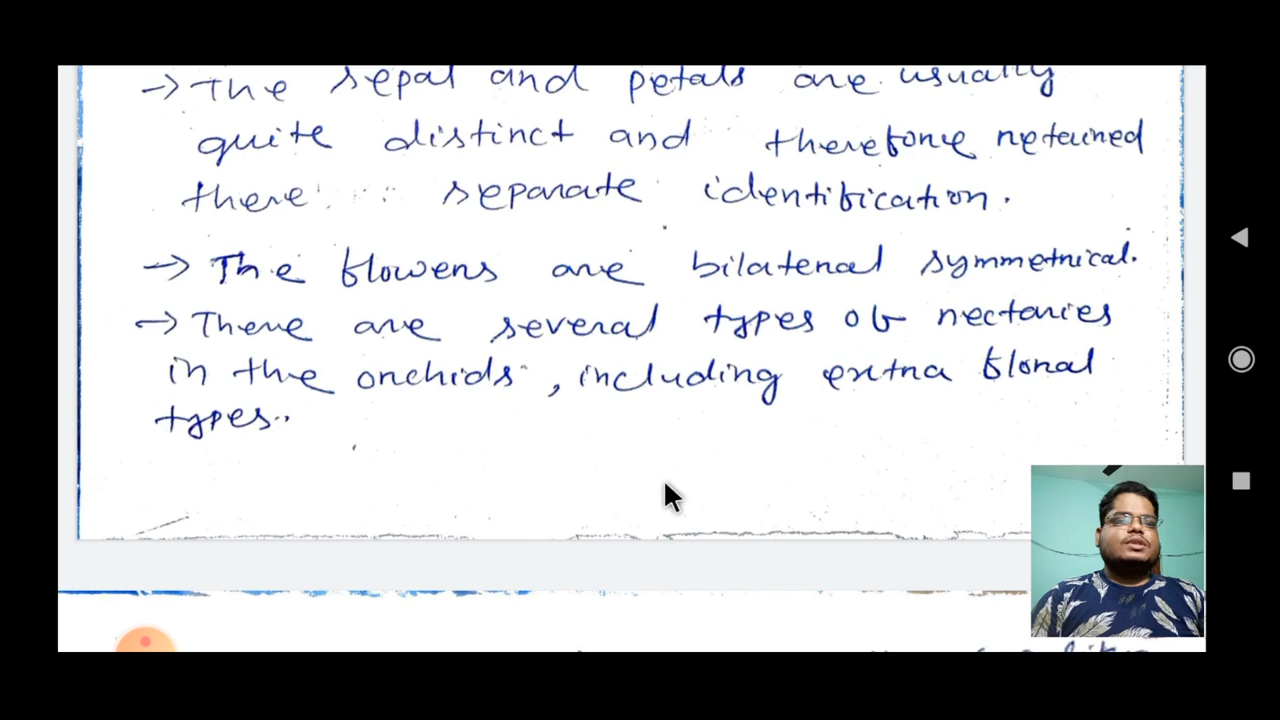 → The sepal and petals are usually
quite distinct and therefore retained
there separate identification.
→ The flowers are bilateral symmetrical.
→ There are several types of nectaries
in the orchids, including extra floral
types..